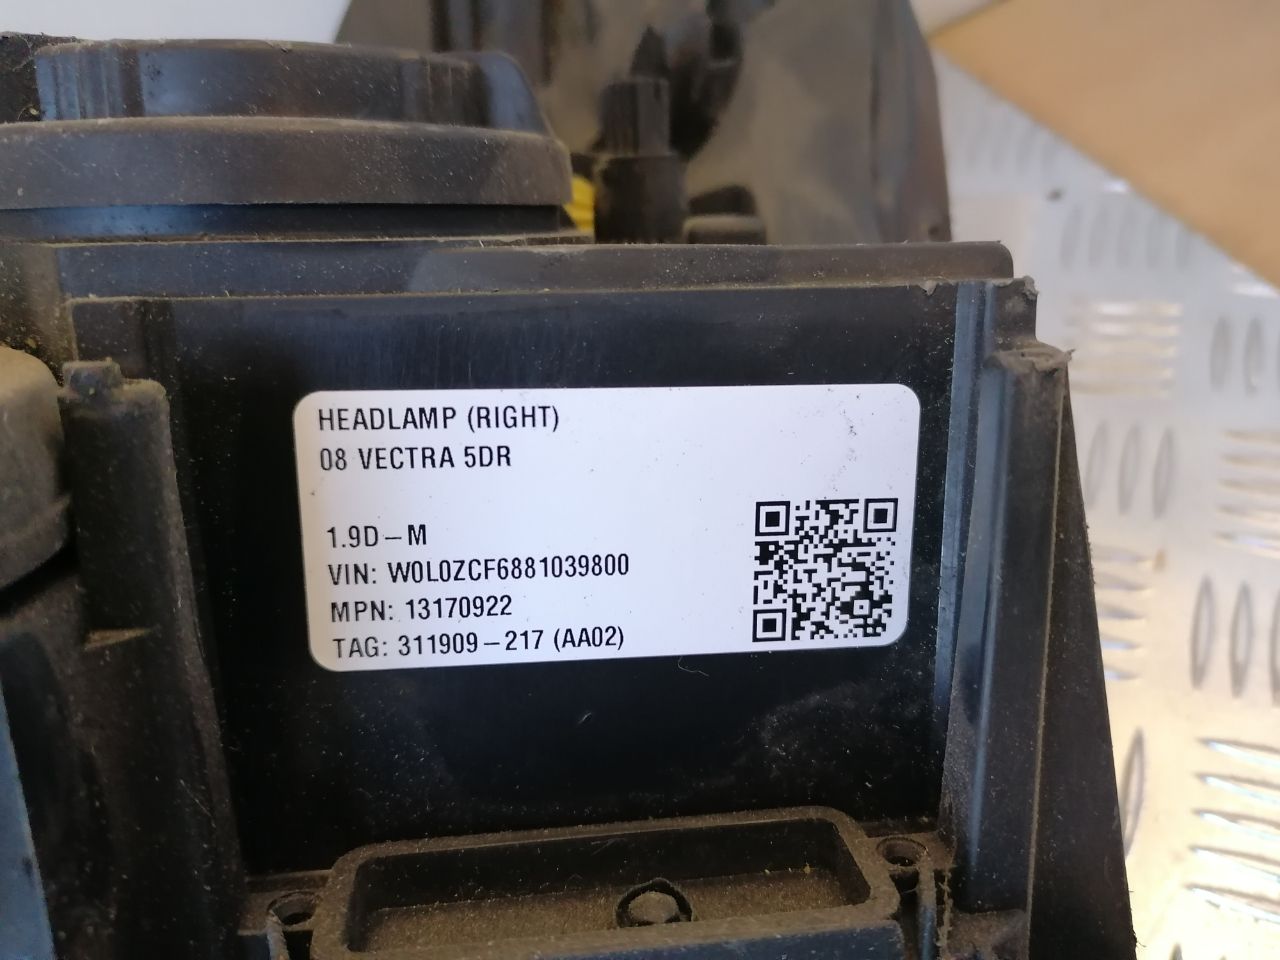 HEADLAMP (RIGHT)
08 VECTRA 5DR
1.9D – M
VIN: W0L0ZCF6881039800
MPN: 13170922
TAG: 311909 – 217 (AA02)